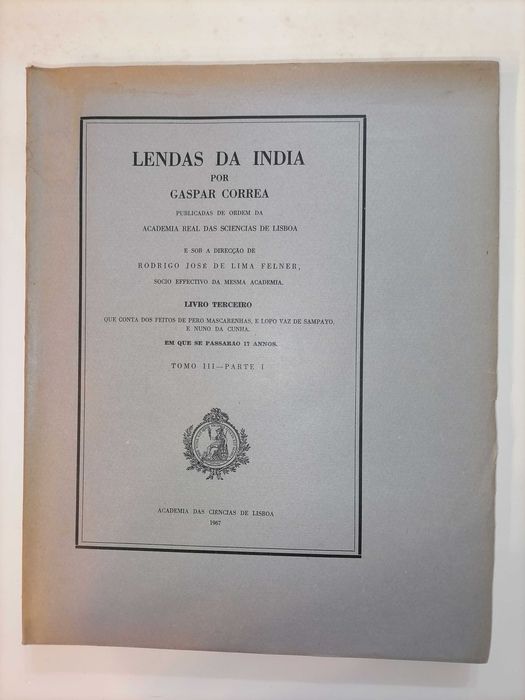 LENDAS DA INDIA
POR
GASPAR CORREA
PUBLICADAS DE ORDEM DA
ACADEMIA REAL DAS SCIENCIAS DE LISBOA
E SOB A DIRECÇÃO DE
RODRIGO JOSÉ DE LIMA FELNER,
SOCIO EFFECTIVO DA MESMA ACADEMIA.
LIVRO TERCEIRO
QUE CONTA DOS FEITOS DE PERO MASCARENHAS, E LOPO VAZ DE SAMPAYO,
E NUNO DA CUNHA.
EM QUE SE PASSARÃO 17 ANNOS.
TOMO III—PARTE I
ACADEMIA DAS CIÊNCIAS DE LISBOA
1967